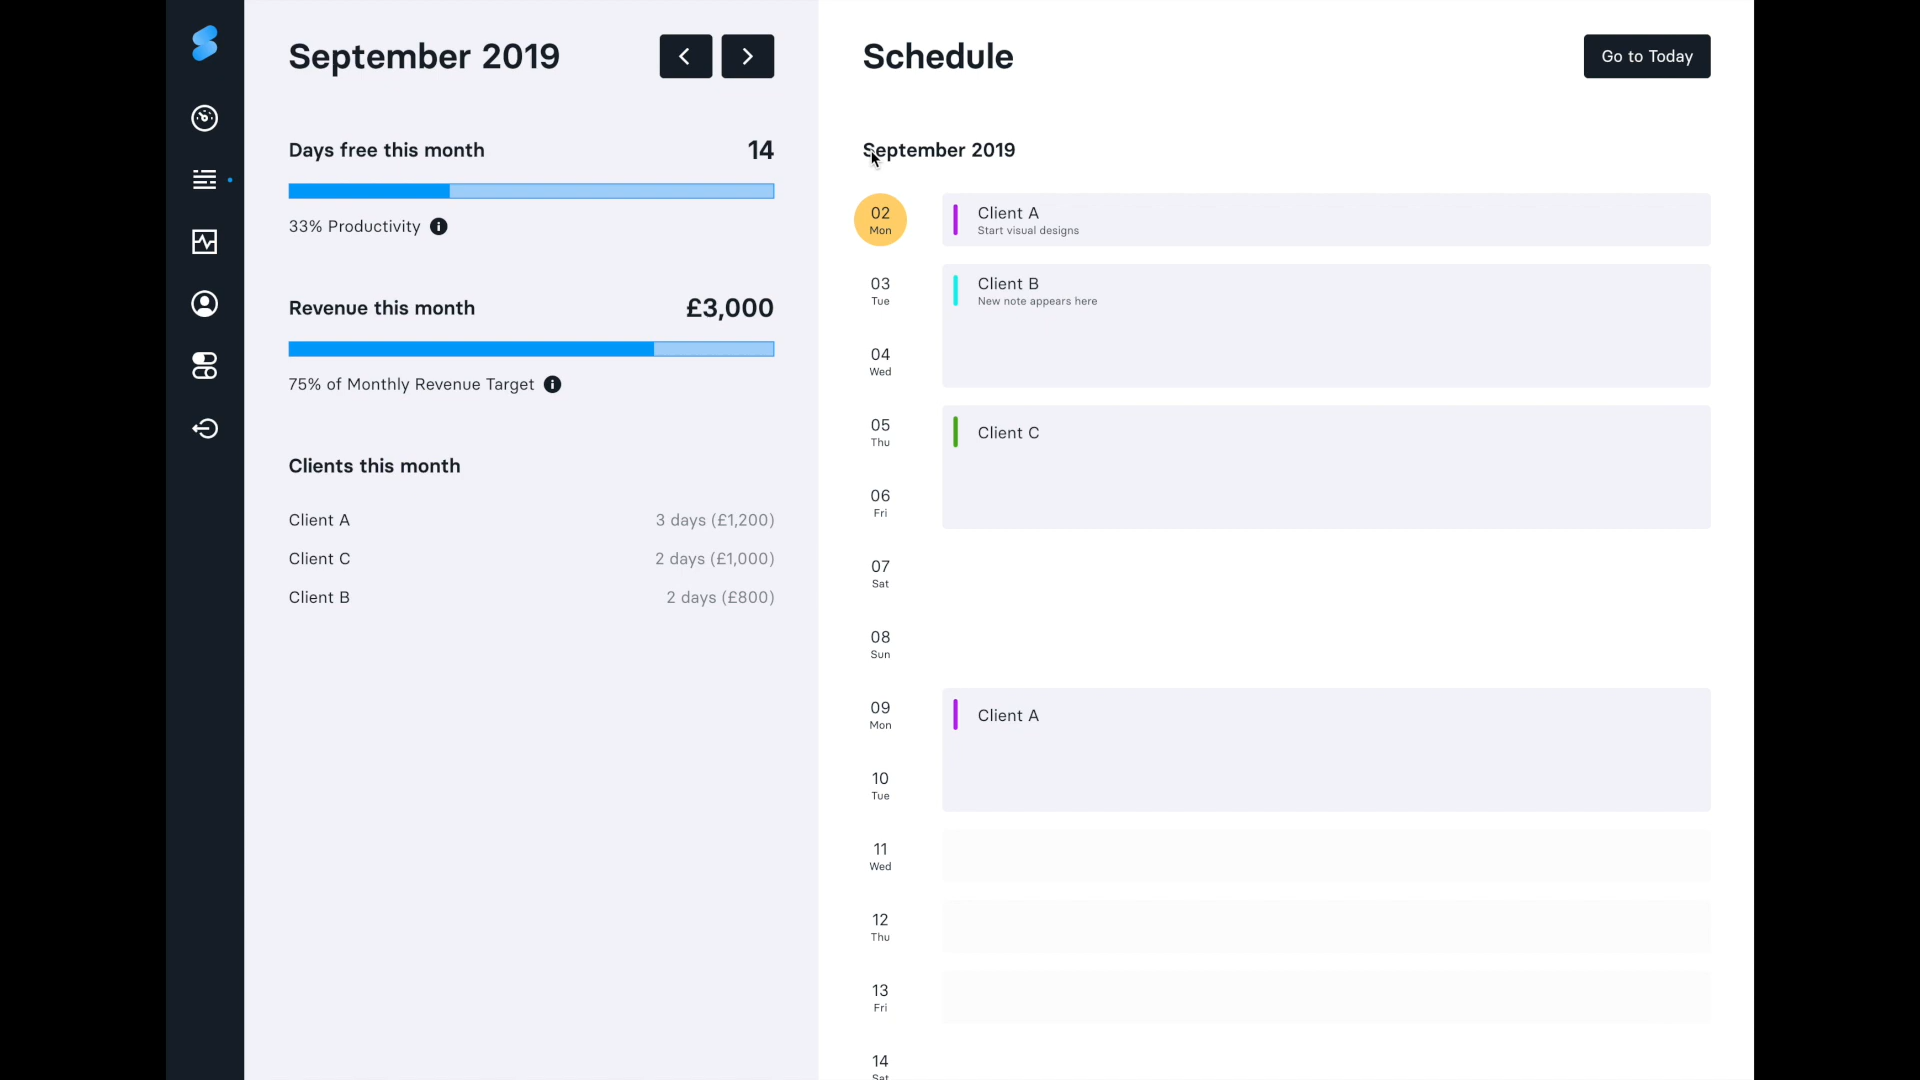 September 2019
Days free this month 14
33% Productivity
Revenue this month £3,000
75% of Monthly Revenue Target
Clients this month
Client A 3 days (£1,200)
Client C 2 days (£1,000)
Client B 2 days (£800)
Schedule
Go to Today
September 2019
02
Mon
Client A
Start visual designs
03
Tue
Client B
New note appears here
04
Wed
05
Thu
Client C
06
Fri
07
Sat
08
Sun
09
Mon
Client A
10
Tue
11
Wed
12
Thu
13
Fri
14
Sat